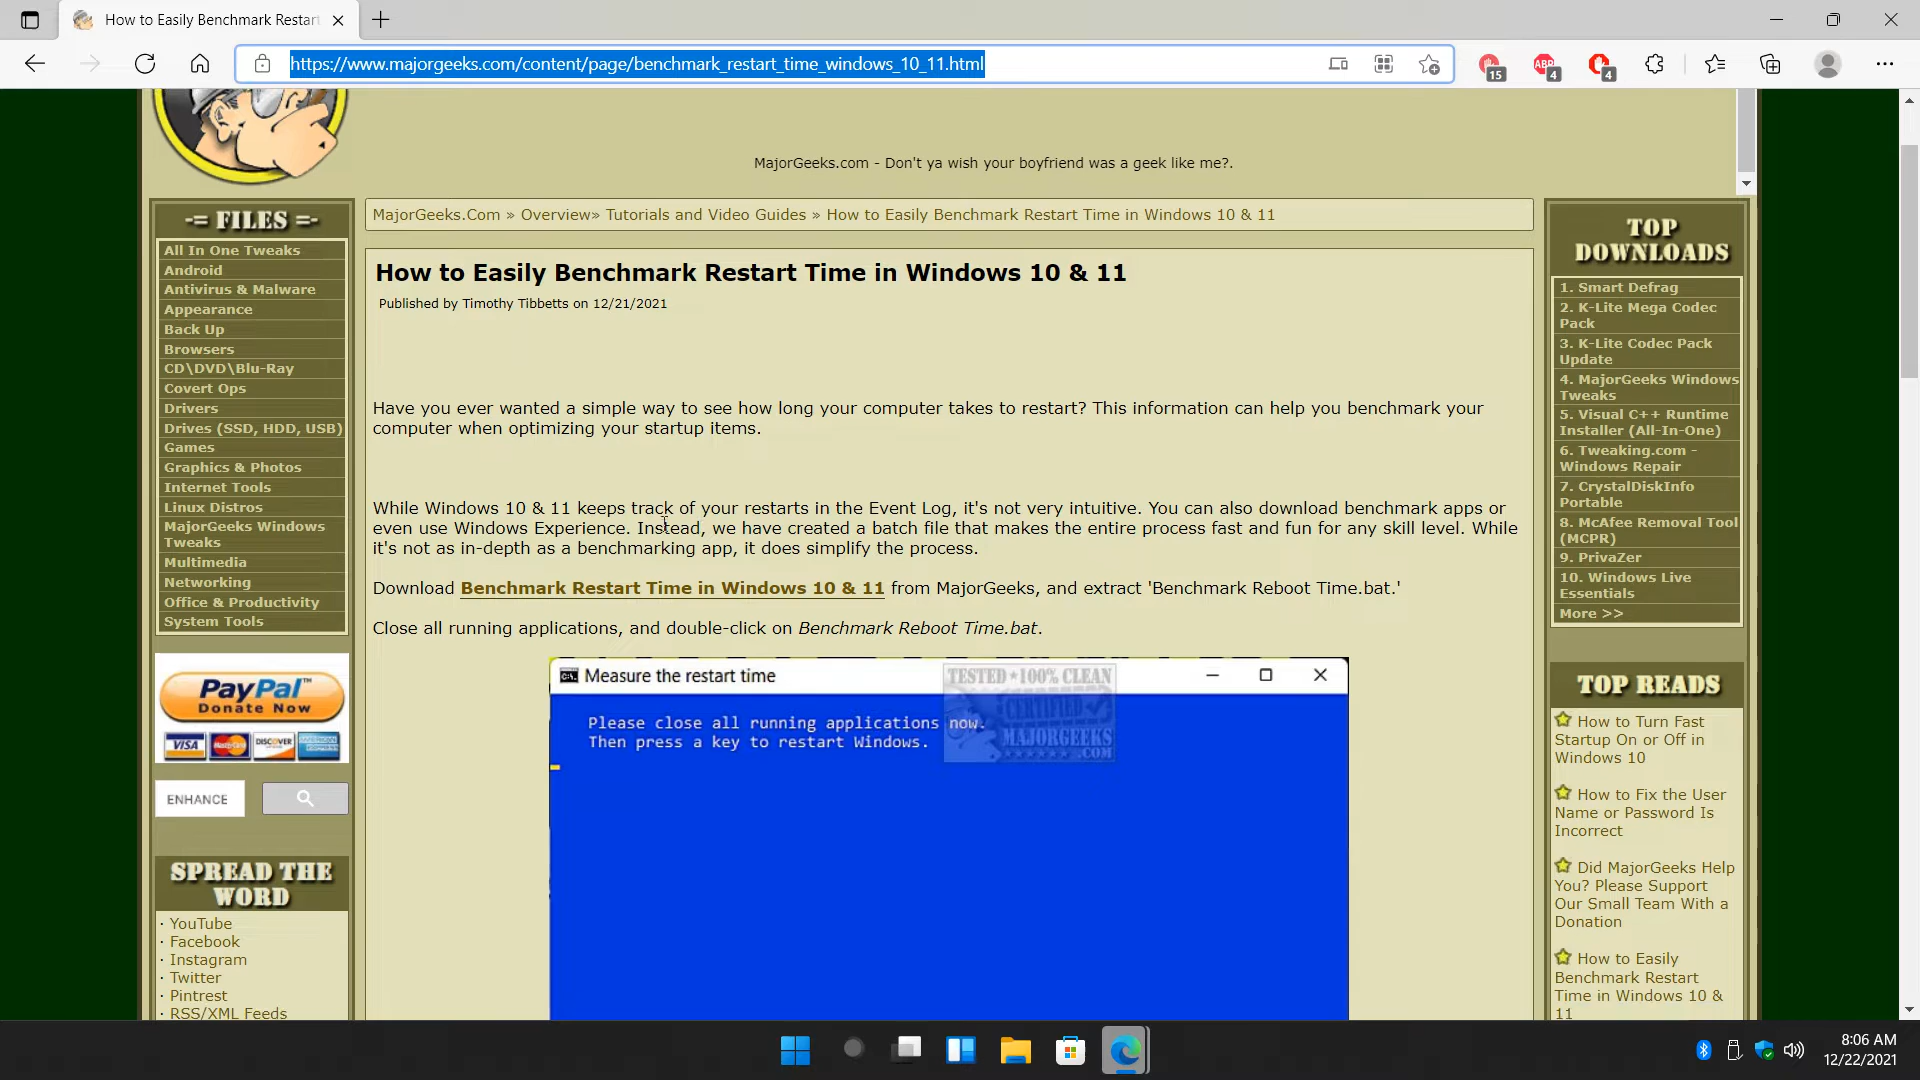 How to Easily Benchmark Restart
https://www.majorgeeks.com/content/page/benchmark_restart_time_windows_10_11.html
15
ABP
4
4
MajorGeeks.com - Don't ya wish your boyfriend was a geek like me?.
-= FILES =-
All In One Tweaks
Android
Antivirus & Malware
Appearance
Back Up
Browsers
CD\DVD\Blu-Ray
Covert Ops
Drivers
Drives (SSD, HDD, USB)
Games
Graphics & Photos
Internet Tools
Linux Distros
MajorGeeks Windows
Tweaks
Multimedia
Networking
Office & Productivity
System Tools
PayPal™
Donate Now
VISA
MasterCard
DISCOVER
AMERICAN EXPRESS
ENHANCE
SPREAD THE
WORD
· YouTube
· Facebook
· Instagram
· Twitter
· Pintrest
· RSS/XML Feeds
MajorGeeks.Com » Overview» Tutorials and Video Guides » How to Easily Benchmark Restart Time in Windows 10 & 11
How to Easily Benchmark Restart Time in Windows 10 & 11
Published by Timothy Tibbetts on 12/21/2021
Have you ever wanted a simple way to see how long your computer takes to restart? This information can help you benchmark your
computer when optimizing your startup items.
While Windows 10 & 11 keeps track of your restarts in the Event Log, it's not very intuitive. You can also download benchmark apps or
even use Windows Experience. Instead, we have created a batch file that makes the entire process fast and fun for any skill level. While
it's not as in-depth as a benchmarking app, it does simplify the process.
Download Benchmark Restart Time in Windows 10 & 11 from MajorGeeks, and extract 'Benchmark Reboot Time.bat.'
Close all running applications, and double-click on Benchmark Reboot Time.bat.
Measure the restart time
TESTED ★100% CLEAN
CERTIFIED
MAJORGEEKS
.COM
Please close all running applications now.
Then press a key to restart Windows.
TOP
DOWNLOADS
1. Smart Defrag
2. K-Lite Mega Codec
Pack
3. K-Lite Codec Pack
Update
4. MajorGeeks Windows
Tweaks
5. Visual C++ Runtime
Installer (All-In-One)
6. Tweaking.com -
Windows Repair
7. CrystalDiskInfo
Portable
8. McAfee Removal Tool
(MCPR)
9. PrivaZer
10. Windows Live
Essentials
More >>
TOP READS
How to Turn Fast
Startup On or Off in
Windows 10
How to Fix the User
Name or Password Is
Incorrect
Did MajorGeeks Help
You? Please Support
Our Small Team With a
Donation
How to Easily
Benchmark Restart
Time in Windows 10 &
11
8:06 AM
12/22/2021